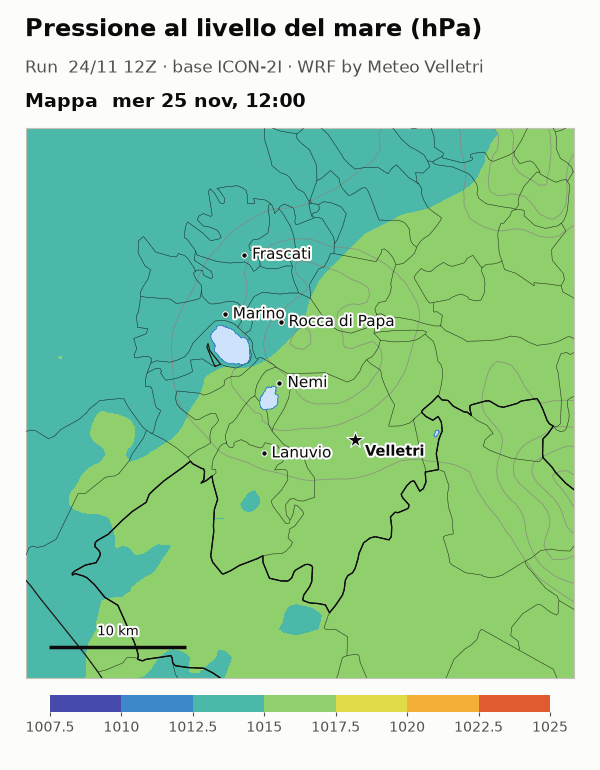 Pressione al livello del mare (hPa)
Run  24/11 12Z · base ICON-2I · WRF by Meteo Velletri
Mappa  mer 25 nov, 12:00
Frascati
Marino
Rocca di Papa
Nemi
Velletri
Lanuvio
10 km
1007.5 1010 1012.5 1015 1017.5 1020 1022.5 1025